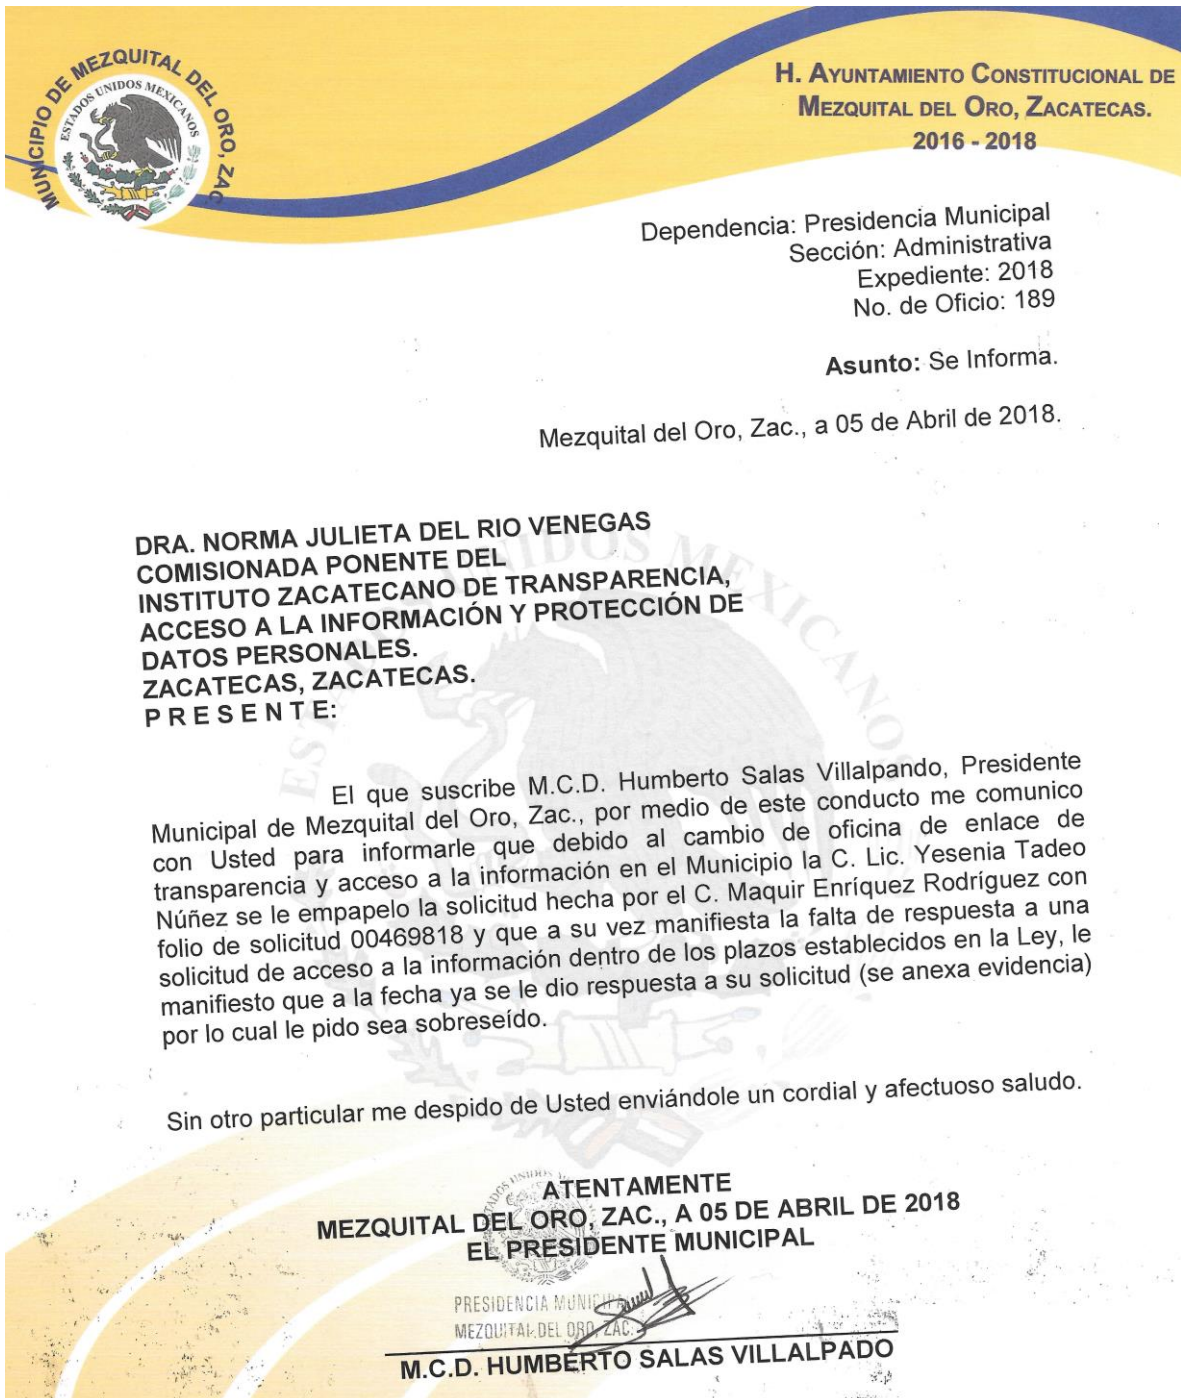 MUNICIPIO DE MEZQUITAL DEL ORO, ZAC
ESTADOS UNIDOS MEXICANOS
H. AYUNTAMIENTO CONSTITUCIONAL DE
MEZQUITAL DEL ORO, ZACATECAS.
2016 - 2018
Dependencia: Presidencia Municipal
Sección: Administrativa
Expediente: 2018
No. de Oficio: 189
Asunto: Se Informa.
Mezquital del Oro, Zac., a 05 de Abril de 2018.
ESTADOS UNIDOS MEXICANOS
DRA. NORMA JULIETA DEL RIO VENEGAS
COMISIONADA PONENTE DEL
INSTITUTO ZACATECANO DE TRANSPARENCIA,
ACCESO A LA INFORMACIÓN Y PROTECCIÓN DE
DATOS PERSONALES.
ZACATECAS, ZACATECAS.
P R E S E N T E:
El que suscribe M.C.D. Humberto Salas Villalpando, Presidente
Municipal de Mezquital del Oro, Zac., por medio de este conducto me comunico
con Usted para informarle que debido al cambio de oficina de enlace de
transparencia y acceso a la información en el Municipio la C. Lic. Yesenia Tadeo
Núñez se le empapelo la solicitud hecha por el C. Maquir Enríquez Rodríguez con
folio de solicitud 00469818 y que a su vez manifiesta la falta de respuesta a una
solicitud de acceso a la información dentro de los plazos establecidos en la Ley, le
manifiesto que a la fecha ya se le dio respuesta a su solicitud (se anexa evidencia)
por lo cual le pido sea sobreseído.
Sin otro particular me despido de Usted enviándole un cordial y afectuoso saludo.
ATENTAMENTE
MEZQUITAL DEL ORO, ZAC., A 05 DE ABRIL DE 2018
EL PRESIDENTE MUNICIPAL
PRESIDENCIA MUNICIPAL
MEZQUITAL DEL ORO, ZAC.
M.C.D. HUMBERTO SALAS VILLALPADO